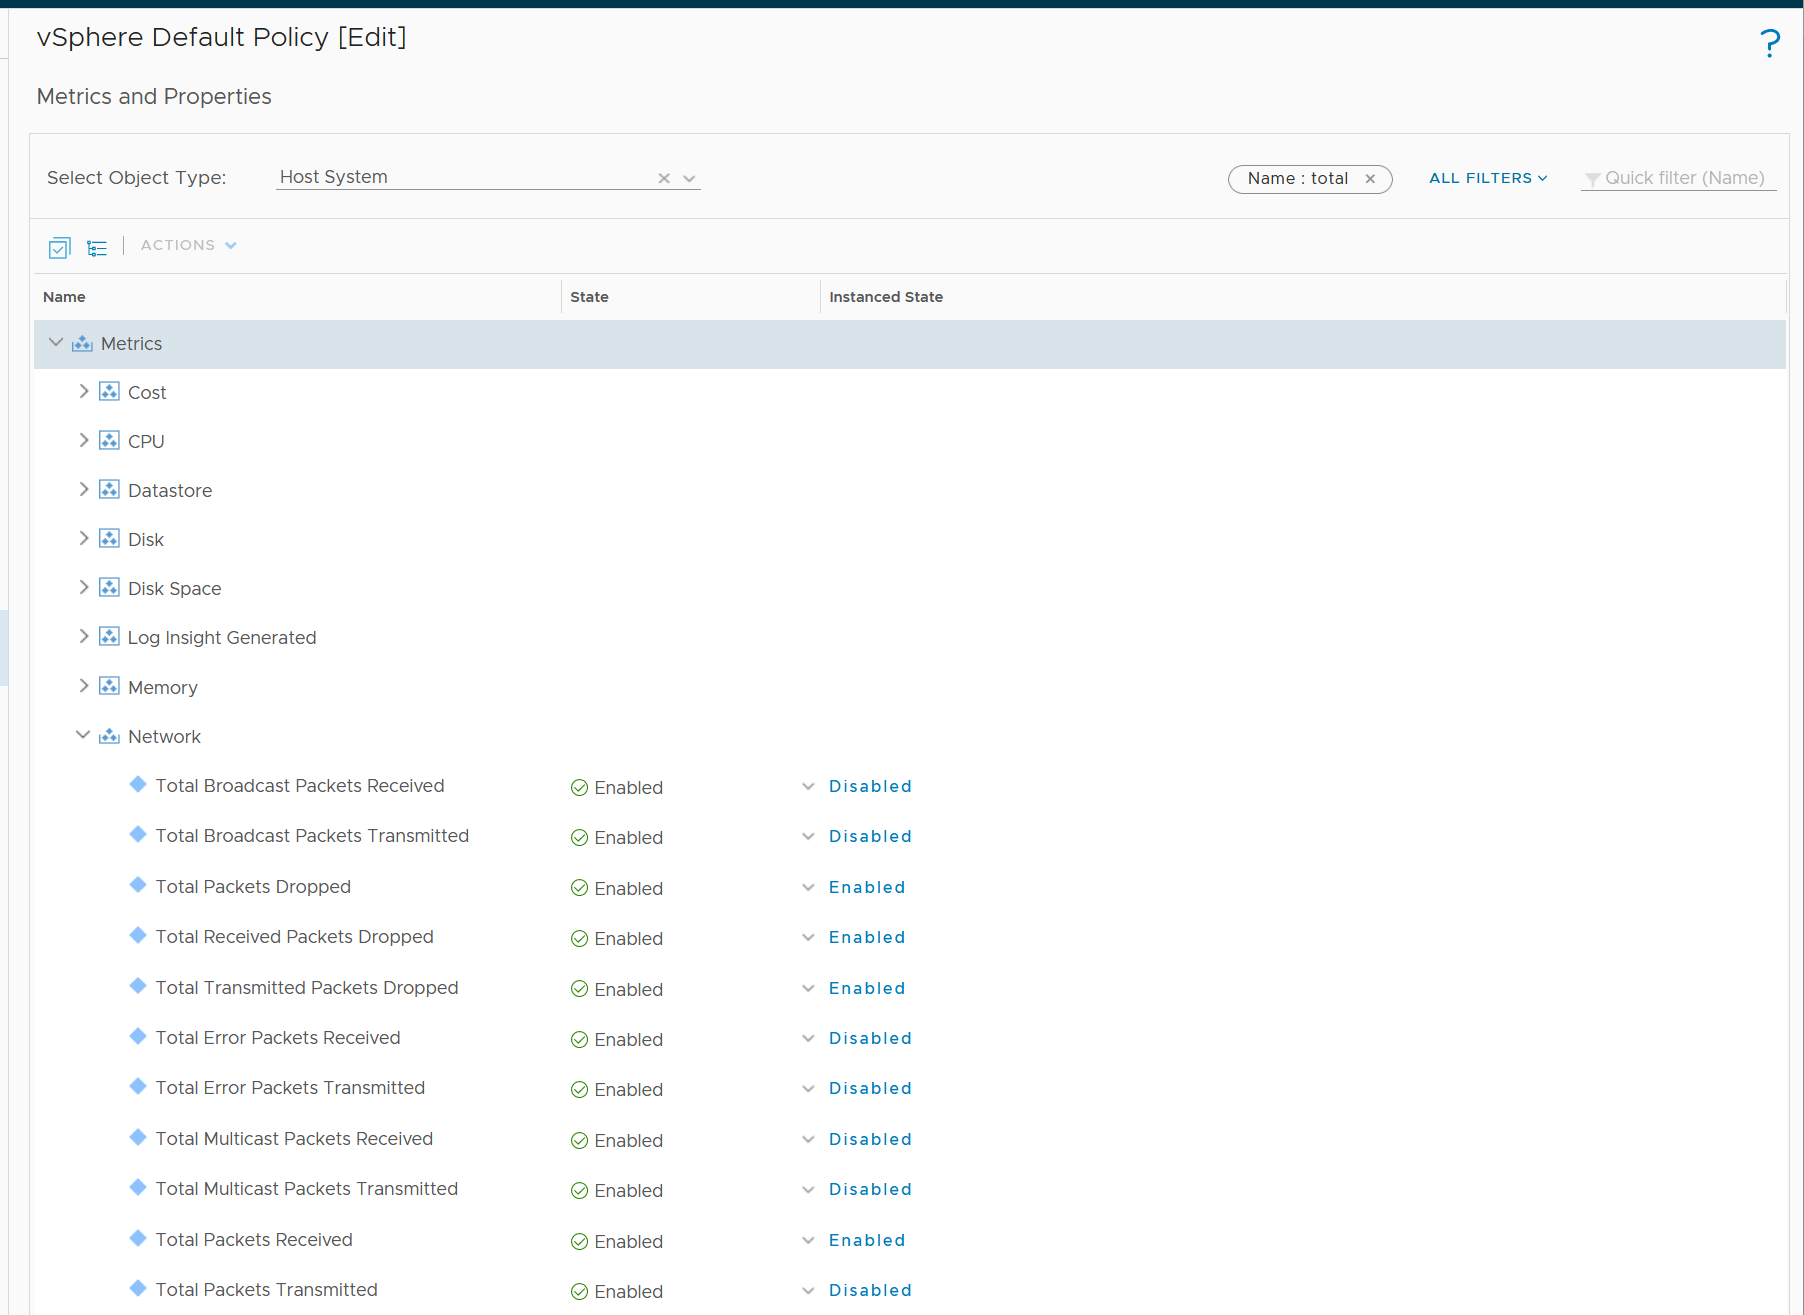 vSphere Default Policy [Edit]
?
Metrics and Properties
Select Object Type: Host System Name : total ALL FILTERS Quick filter (Name)
ACTIONS
Name State Instanced State
Metrics
Cost
CPU
Datastore
Disk
Disk Space
Log Insight Generated
Memory
Network
Total Broadcast Packets Received Enabled Disabled
Total Broadcast Packets Transmitted Enabled Disabled
Total Packets Dropped Enabled Enabled
Total Received Packets Dropped Enabled Enabled
Total Transmitted Packets Dropped Enabled Enabled
Total Error Packets Received Enabled Disabled
Total Error Packets Transmitted Enabled Disabled
Total Multicast Packets Received Enabled Disabled
Total Multicast Packets Transmitted Enabled Disabled
Total Packets Received Enabled Enabled
Total Packets Transmitted Enabled Disabled